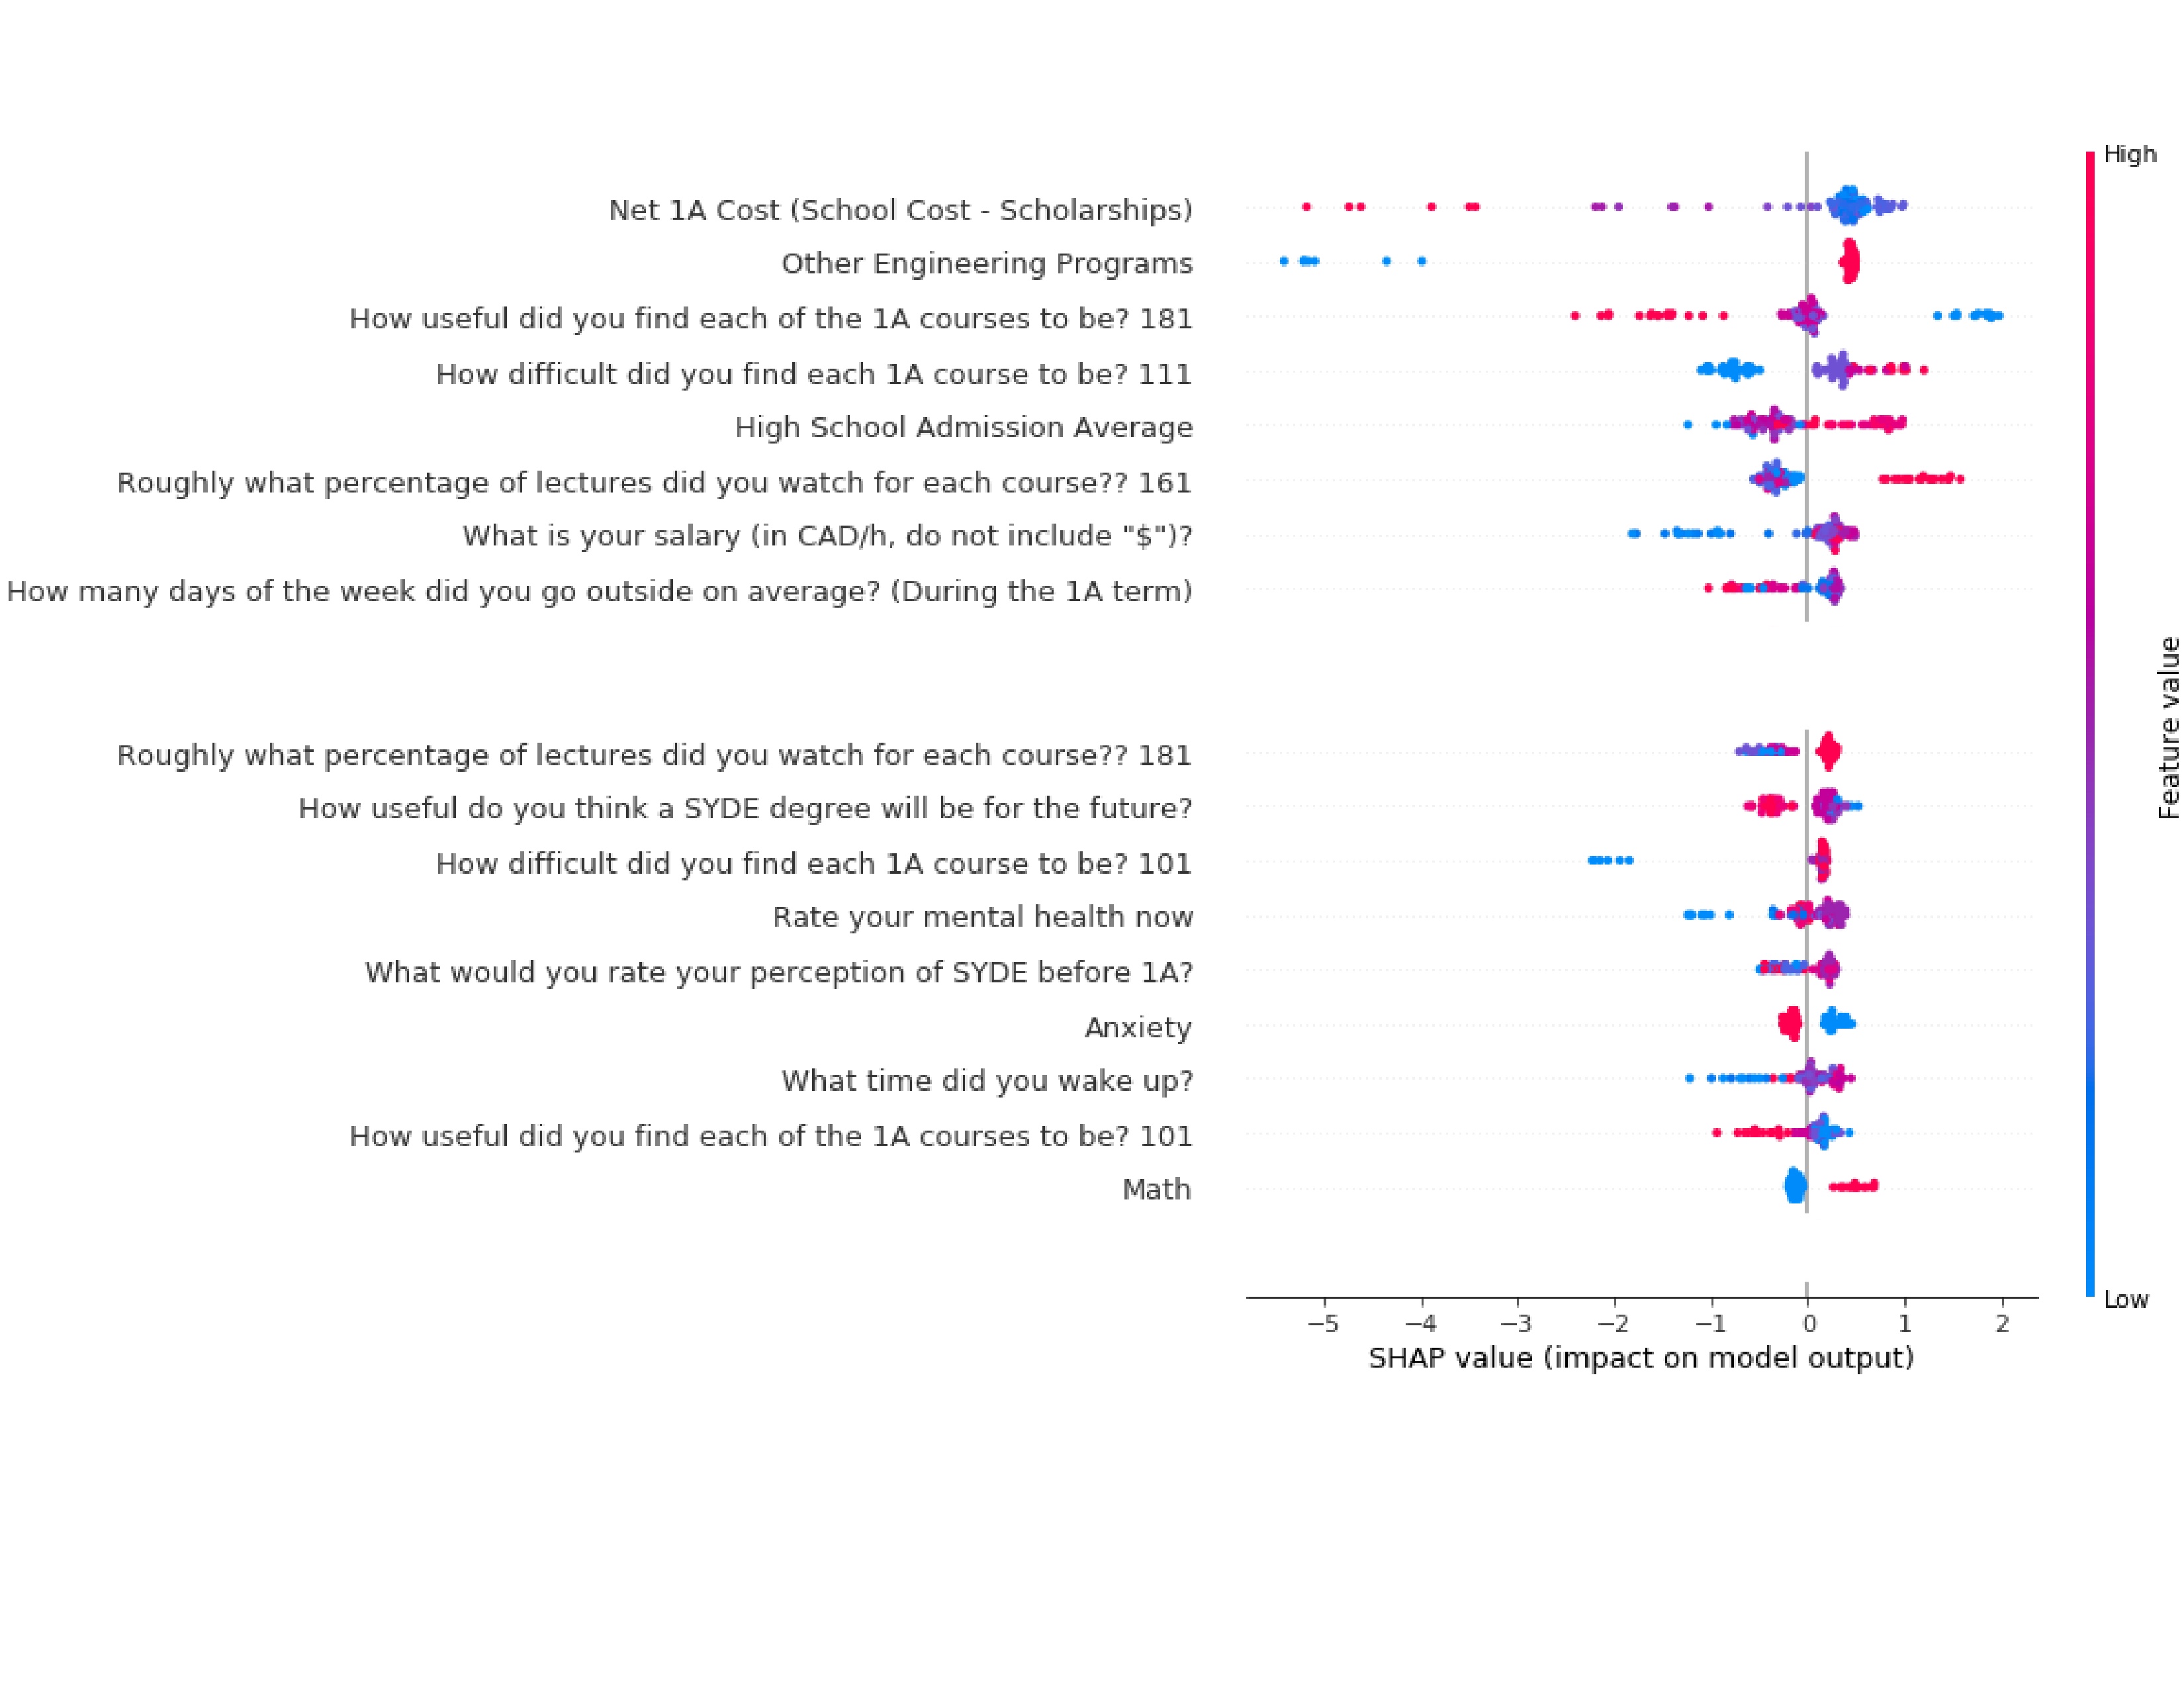 High
Net 1A Cost (School Cost - Scholarships)
Other Engineering Programs
How useful did you find each of the 1A courses to be? 181
How difficult did you find each 1A course to be? 111
High School Admission Average
Roughly what percentage of lectures did you watch for each course?? 161
What is your salary (in CAD/h, do not include "$")?
How many days of the week did you go outside on average? (During the 1A term)
Feature value
Roughly what percentage of lectures did you watch for each course?? 181
How useful do you think a SYDE degree will be for the future?
How difficult did you find each 1A course to be? 101
Rate your mental health now
What would you rate your perception of SYDE before 1A?
Anxiety
What time did you wake up?
How useful did you find each of the 1A courses to be? 101
Math
Low
−5 −4 −3 −2 −1 0 1 2
SHAP value (impact on model output)